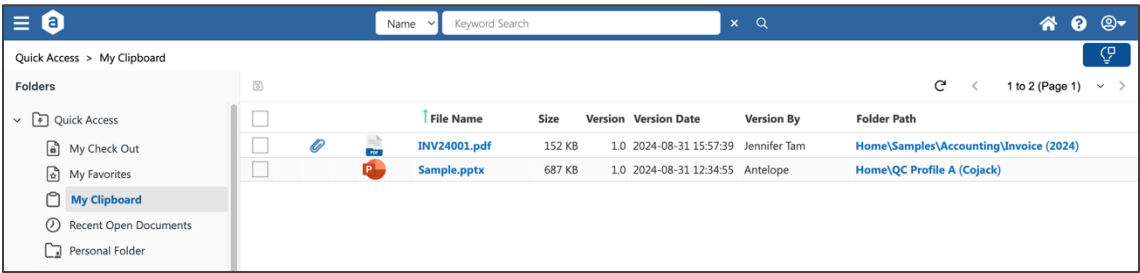 a Name Keyword Search
Quick Access > My Clipboard
Folders 1 to 2 (Page 1)
Quick Access File Name Size Version Version Date Version By Folder Path
My Check Out PDF INV24001.pdf 152 KB 1.0 2024-08-31 15:57:39 Jennifer Tam Home\Samples\Accounting\Invoice (2024)
My Favorites P Sample.pptx 687 KB 1.0 2024-08-31 12:34:55 Antelope Home\QC Profile A (Cojack)
My Clipboard
Recent Open Documents
Personal Folder